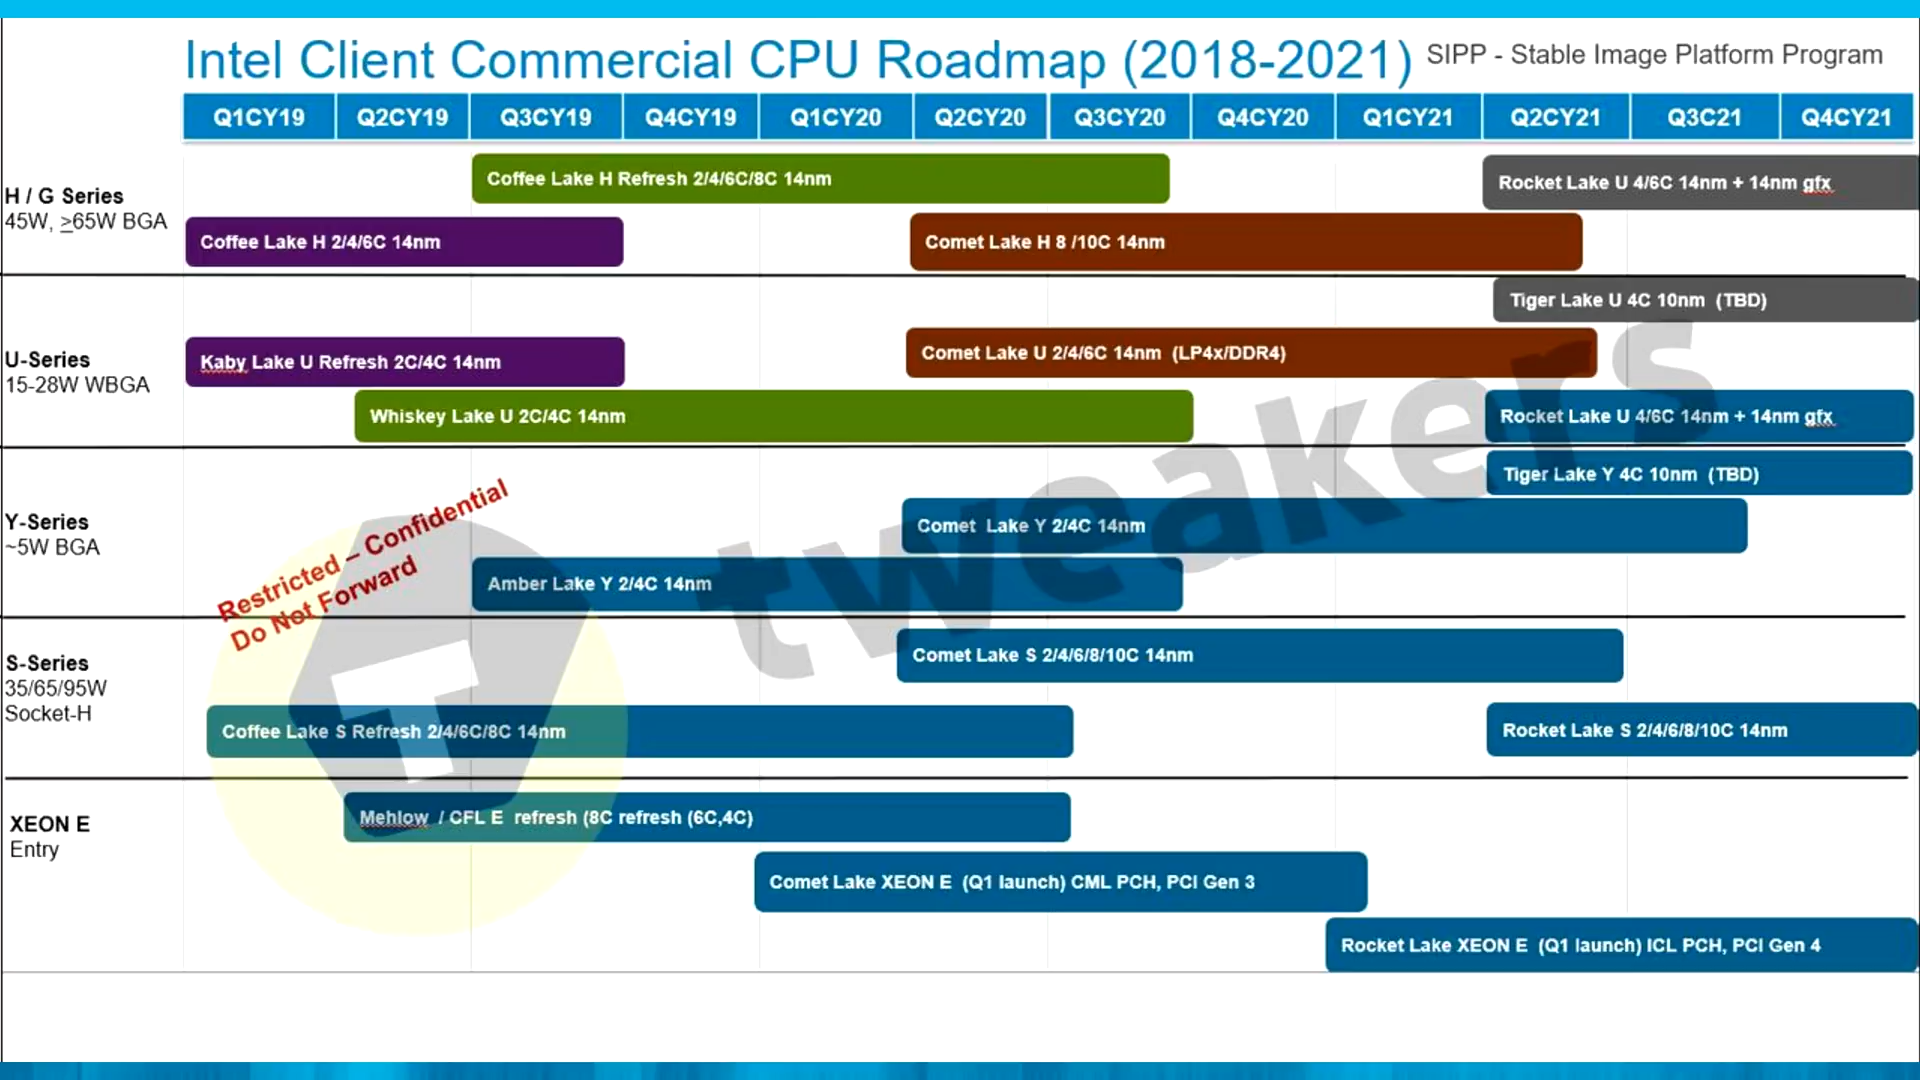 Intel Client Commercial CPU Roadmap (2018-2021) SIPP - Stable Image Platform Program
Q1CY19 Q2CY19 Q3CY19 Q4CY19 Q1CY20 Q2CY20 Q3CY20 Q4CY20 Q1CY21 Q2CY21 Q3C21 Q4CY21
H / G Series
45W, ≥65W BGA
Coffee Lake H Refresh 2/4/6C/8C 14nm
Rocket Lake U 4/6C 14nm + 14nm gfx
Coffee Lake H 2/4/6C 14nm
Comet Lake H 8 /10C 14nm
U-Series
15-28W WBGA
Tiger Lake U 4C 10nm (TBD)
Comet Lake U 2/4/6C 14nm (LP4x/DDR4)
Kaby Lake U Refresh 2C/4C 14nm
Whiskey Lake U 2C/4C 14nm
Rocket Lake U 4/6C 14nm + 14nm gfx
Y-Series
~5W BGA
Tiger Lake Y 4C 10nm (TBD)
Comet Lake Y 2/4C 14nm
Amber Lake Y 2/4C 14nm
Restricted – Confidential
Do Not Forward
tweakers
S-Series
35/65/95W
Socket-H
Comet Lake S 2/4/6/8/10C 14nm
Coffee Lake S Refresh 2/4/6C/8C 14nm
Rocket Lake S 2/4/6/8/10C 14nm
XEON E
Entry
Mehlow / CFL E refresh (8C refresh (6C,4C)
Comet Lake XEON E (Q1 launch) CML PCH, PCI Gen 3
Rocket Lake XEON E (Q1 launch) ICL PCH, PCI Gen 4